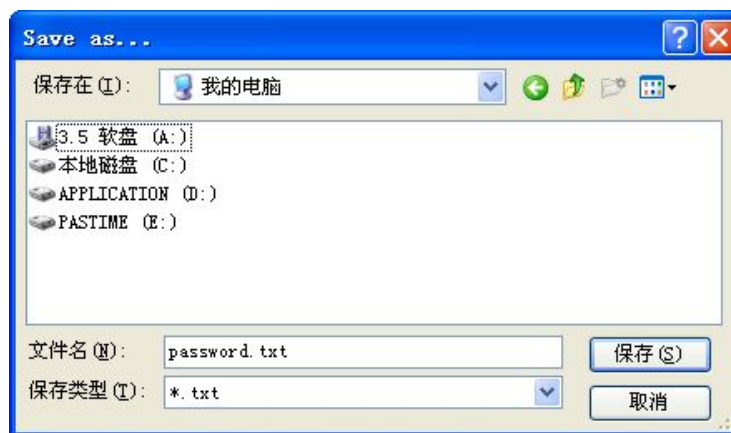 Save as...
保存在(I): 我的电脑
3.5 软盘 (A:)
本地磁盘 (C:)
APPLICATION (D:)
PASTIME (E:)
文件名(N): password.txt 保存(S)
保存类型(T): *.txt 取消